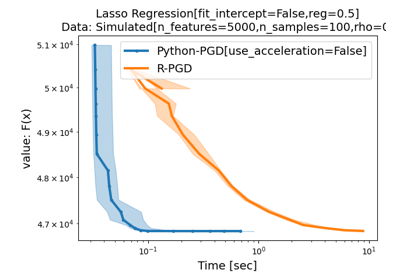 Lasso Regression[fit_intercept=False,reg=0.5]
Data: Simulated[n_features=5000,n_samples=100,rho=0
Python-PGD[use_acceleration=False]
R-PGD
value: F(x)
5.1 × 10⁴
5 × 10⁴
4.9 × 10⁴
4.8 × 10⁴
4.7 × 10⁴
10⁻¹
10⁰
10¹
Time [sec]